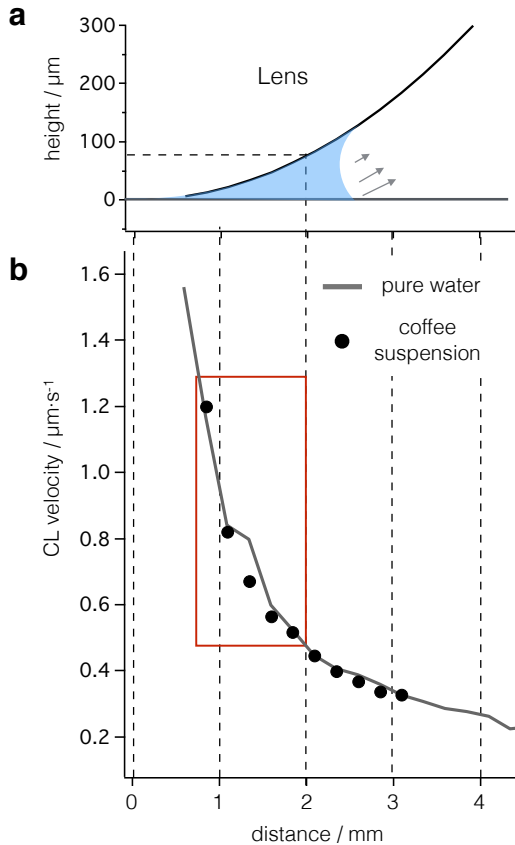 a
300
200
100
0
height / µm
Lens
b
1.6
1.4
1.2
1.0
0.8
0.6
0.4
0.2
CL velocity / µm·s⁻¹
pure water
coffee
suspension
0 1 2 3 4
distance / mm